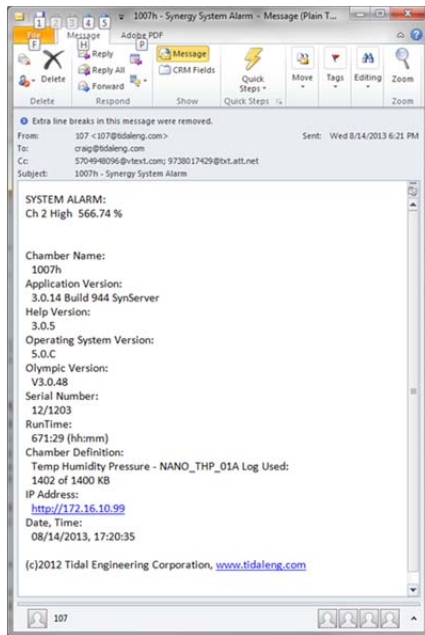 1 2 3 4 5 1007h - Synergy System Alarm - Message (Plain T...
File Message Adobe PDF
F H P
Delete
Reply
Reply All
Forward
Message
CRM Fields
Quick
Steps
Move
Tags
Editing
Zoom
Delete Respond Show Quick Steps Zoom
Extra line breaks in this message were removed.
From: 107 <107@tidaleng.com> Sent: Wed 8/14/2013 6:21 PM
To: craig@tidaleng.com
Cc: 5704948096@vtext.com; 9738017429@txt.att.net
Subject: 1007h - Synergy System Alarm
SYSTEM ALARM:
Ch 2 High 566.74 %
Chamber Name:
1007h
Application Version:
3.0.14 Build 944 SynServer
Help Version:
3.0.5
Operating System Version:
5.0.C
Olympic Version:
V3.0.48
Serial Number:
12/1203
RunTime:
671:29 (hh:mm)
Chamber Definition:
Temp Humidity Pressure - NANO_THP_01A Log Used:
1402 of 1400 KB
IP Address:
http://172.16.10.99
Date, Time:
08/14/2013, 17:20:35
(c)2012 Tidal Engineering Corporation, www.tidaleng.com
107